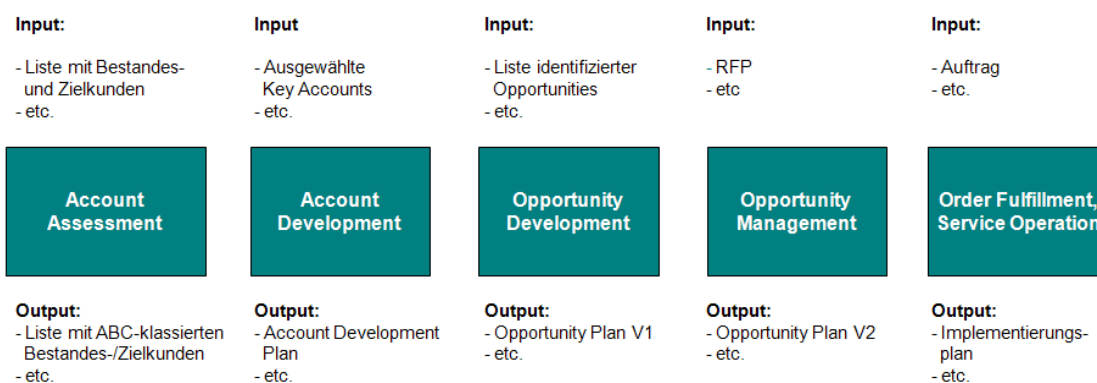 Input:
- Liste mit Bestandes-
und Zielkunden
- etc.
Input
- Ausgewählte
Key Accounts
- etc.
Input:
- Liste identifizierter
Opportunities
- etc.
Input:
- RFP
- etc
Input:
- Auftrag
- etc.
Account
Assessment
Account
Development
Opportunity
Development
Opportunity
Management
Order Fulfillment,
Service Operation
Output:
- Liste mit ABC-klassierten
Bestandes-/Zielkunden
- etc.
Output:
- Account Development
Plan
- etc.
Output:
- Opportunity Plan V1
- etc.
Output:
- Opportunity Plan V2
- etc.
Output:
- Implementierungs-
plan
- etc.